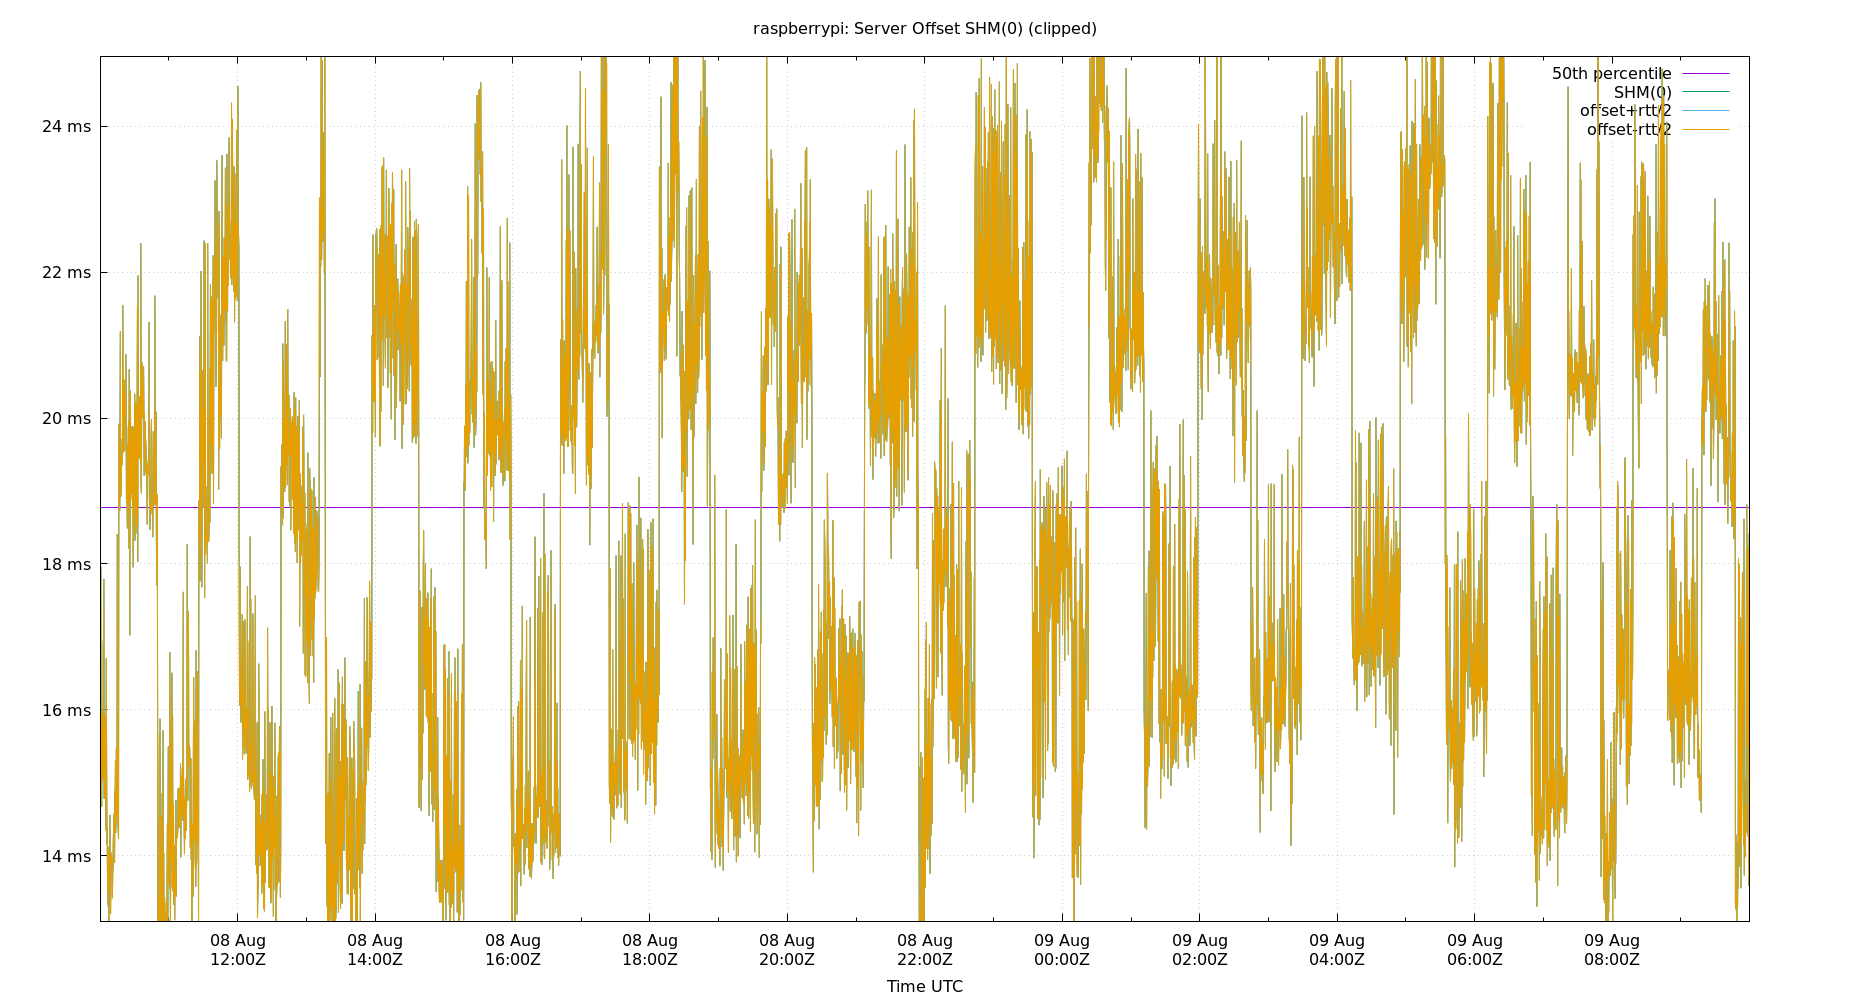 raspberrypi: Server Offset SHM(0) (clipped)
50th percentile
SHM(0)
offset+rtt/2
offset-rtt/2
24 ms
22 ms
20 ms
18 ms
16 ms
14 ms
08 Aug 08 Aug 08 Aug 08 Aug 08 Aug 08 Aug 09 Aug 09 Aug 09 Aug 09 Aug 09 Aug
12:00Z 14:00Z 16:00Z 18:00Z 20:00Z 22:00Z 00:00Z 02:00Z 04:00Z 06:00Z 08:00Z
Time UTC